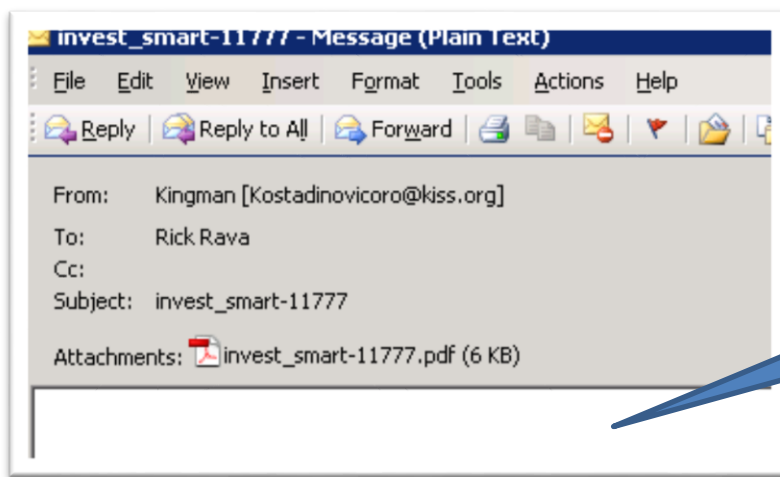 invest_smart-11777 - Message (Plain Text)
File Edit View Insert Format Tools Actions Help
Reply Reply to All Forward
From: Kingman [Kostadinovicoro@kiss.org]
To: Rick Rava
Cc:
Subject: invest_smart-11777
Attachments: invest_smart-11777.pdf (6 KB)